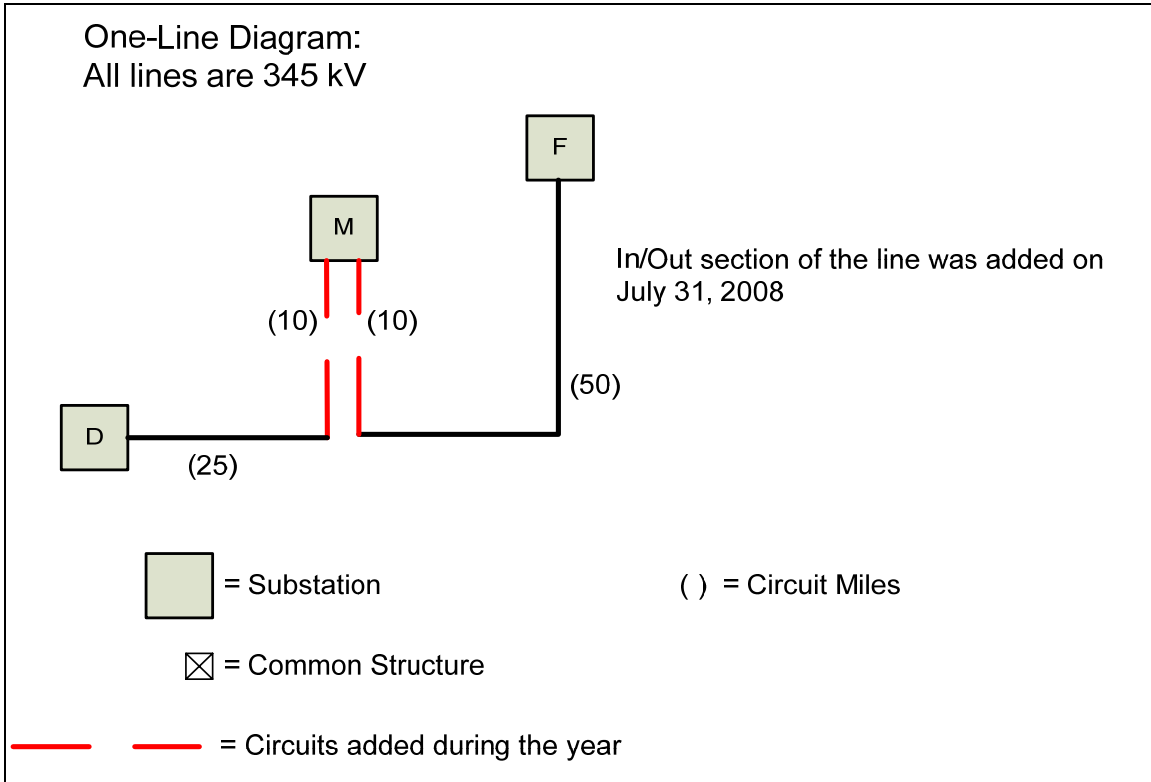 One-Line Diagram:
All lines are 345 kV
F
M
In/Out section of the line was added on
July 31, 2008
(10)
(10)
(50)
D
(25)
= Substation
( ) = Circuit Miles
= Common Structure
= Circuits added during the year